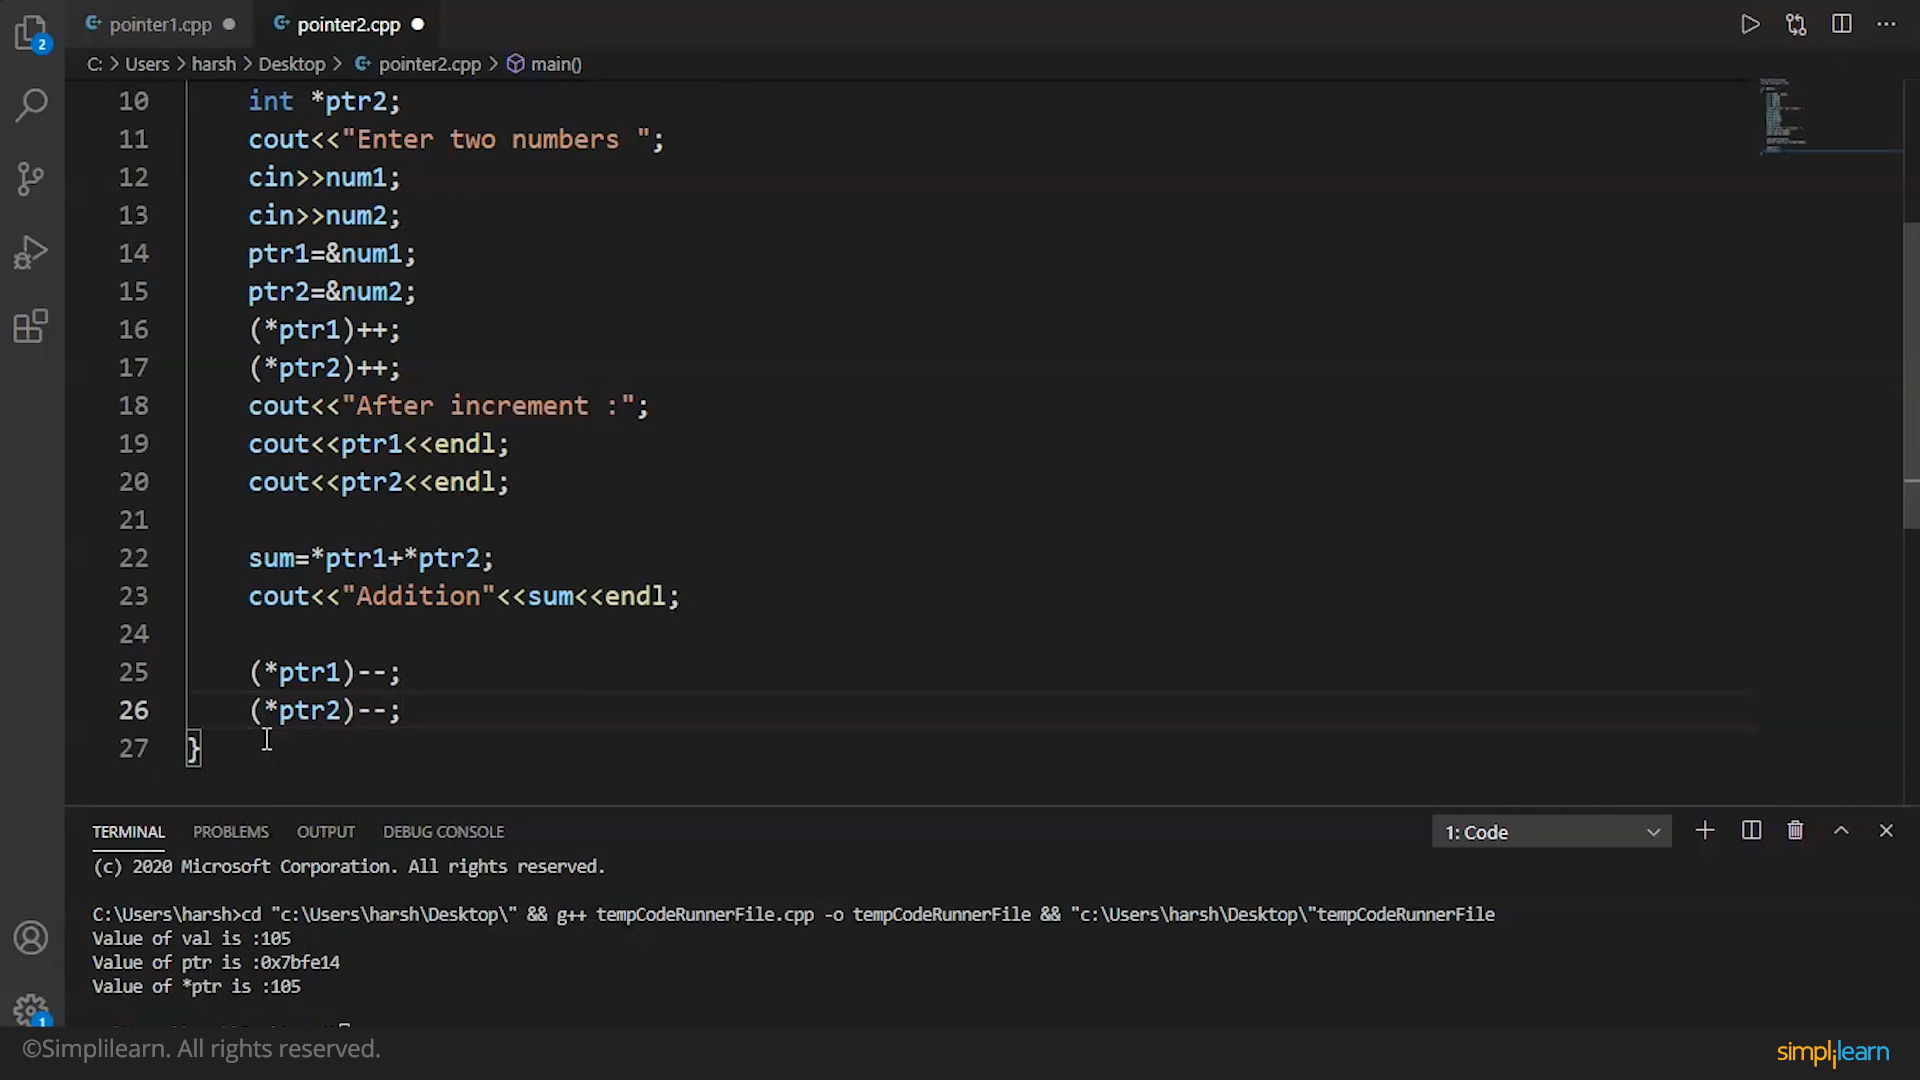 pointer1.cpp
pointer2.cpp
2
C: > Users > harsh > Desktop > pointer2.cpp > main()
10 int *ptr2;
11 cout<<"Enter two numbers ";
12 cin>>num1;
13 cin>>num2;
14 ptr1=&num1;
15 ptr2=&num2;
16 (*ptr1)++;
17 (*ptr2)++;
18 cout<<"After increment :";
19 cout<<ptr1<<endl;
20 cout<<ptr2<<endl;
21
22 sum=*ptr1+*ptr2;
23 cout<<"Addition"<<sum<<endl;
24
25 (*ptr1)--;
26 (*ptr2)--;
27 }
TERMINAL PROBLEMS OUTPUT DEBUG CONSOLE 1: Code
(c) 2020 Microsoft Corporation. All rights reserved.
C:\Users\harsh>cd "c:\Users\harsh\Desktop\" && g++ tempCodeRunnerFile.cpp -o tempCodeRunnerFile && "c:\Users\harsh\Desktop\"tempCodeRunnerFile
Value of val is :105
Value of ptr is :0x7bfe14
Value of *ptr is :105
1
©Simplilearn. All rights reserved.
simplilearn